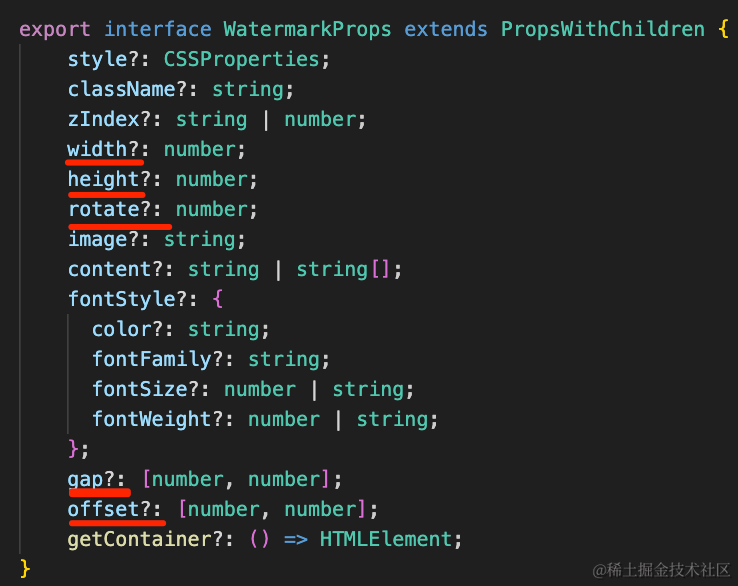 export interface WatermarkProps extends PropsWithChildren {
style?: CSSProperties;
className?: string;
zIndex?: string | number;
width?: number;
height?: number;
rotate?: number;
image?: string;
content?: string | string[];
fontStyle?: {
color?: string;
fontFamily?: string;
fontSize?: number | string;
fontWeight?: number | string;
};
gap?: [number, number];
offset?: [number, number];
getContainer?: () => HTMLElement;
}
@稀土掘金技术社区